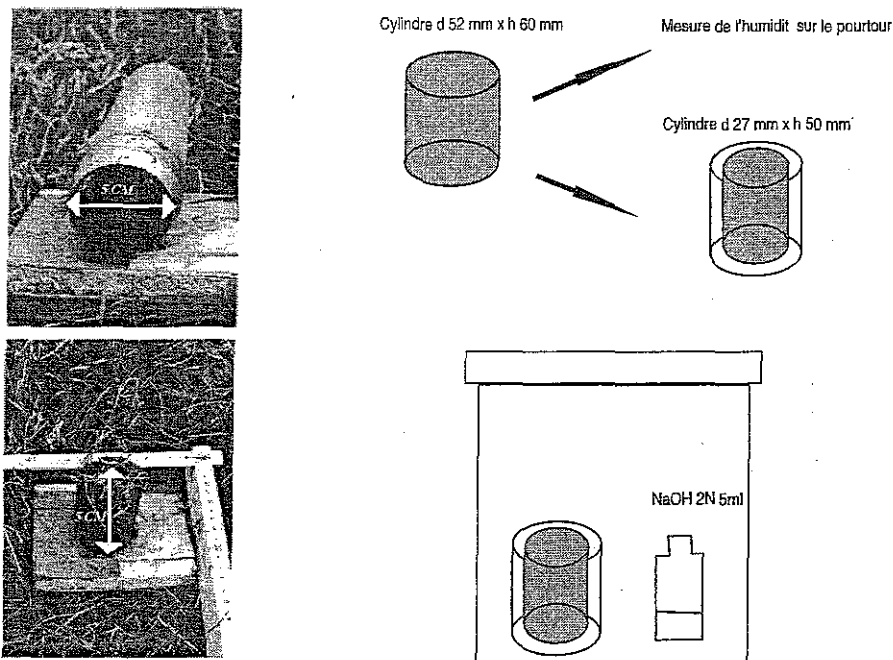 Cylindre d 52 mm x h 60 mm
Mesure de l'humidit sur le pourtour
Cylindre d 27 mm x h 50 mm
5CM
5CM
NaOH 2N 5ml